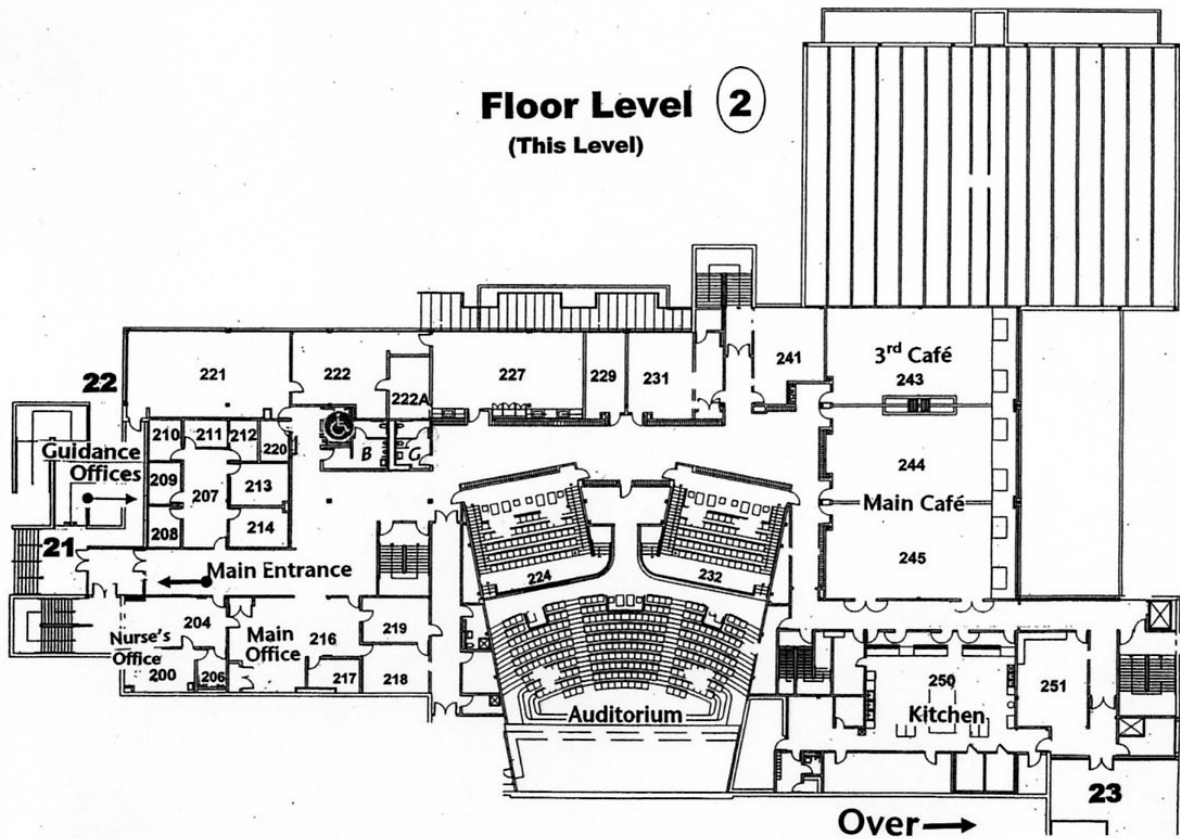 Floor Level 2
(This Level)
241
3rd Café
243
221
222
222A
227
229
231
22
210
211
212
220
B
G
Guidance
Offices
209
207
213
208
214
244
Main Café
245
21
Main Entrance
224
232
204
Nurse's
Office
200
206
Main
Office
216
219
217
218
Auditorium
250
Kitchen
251
23
Over